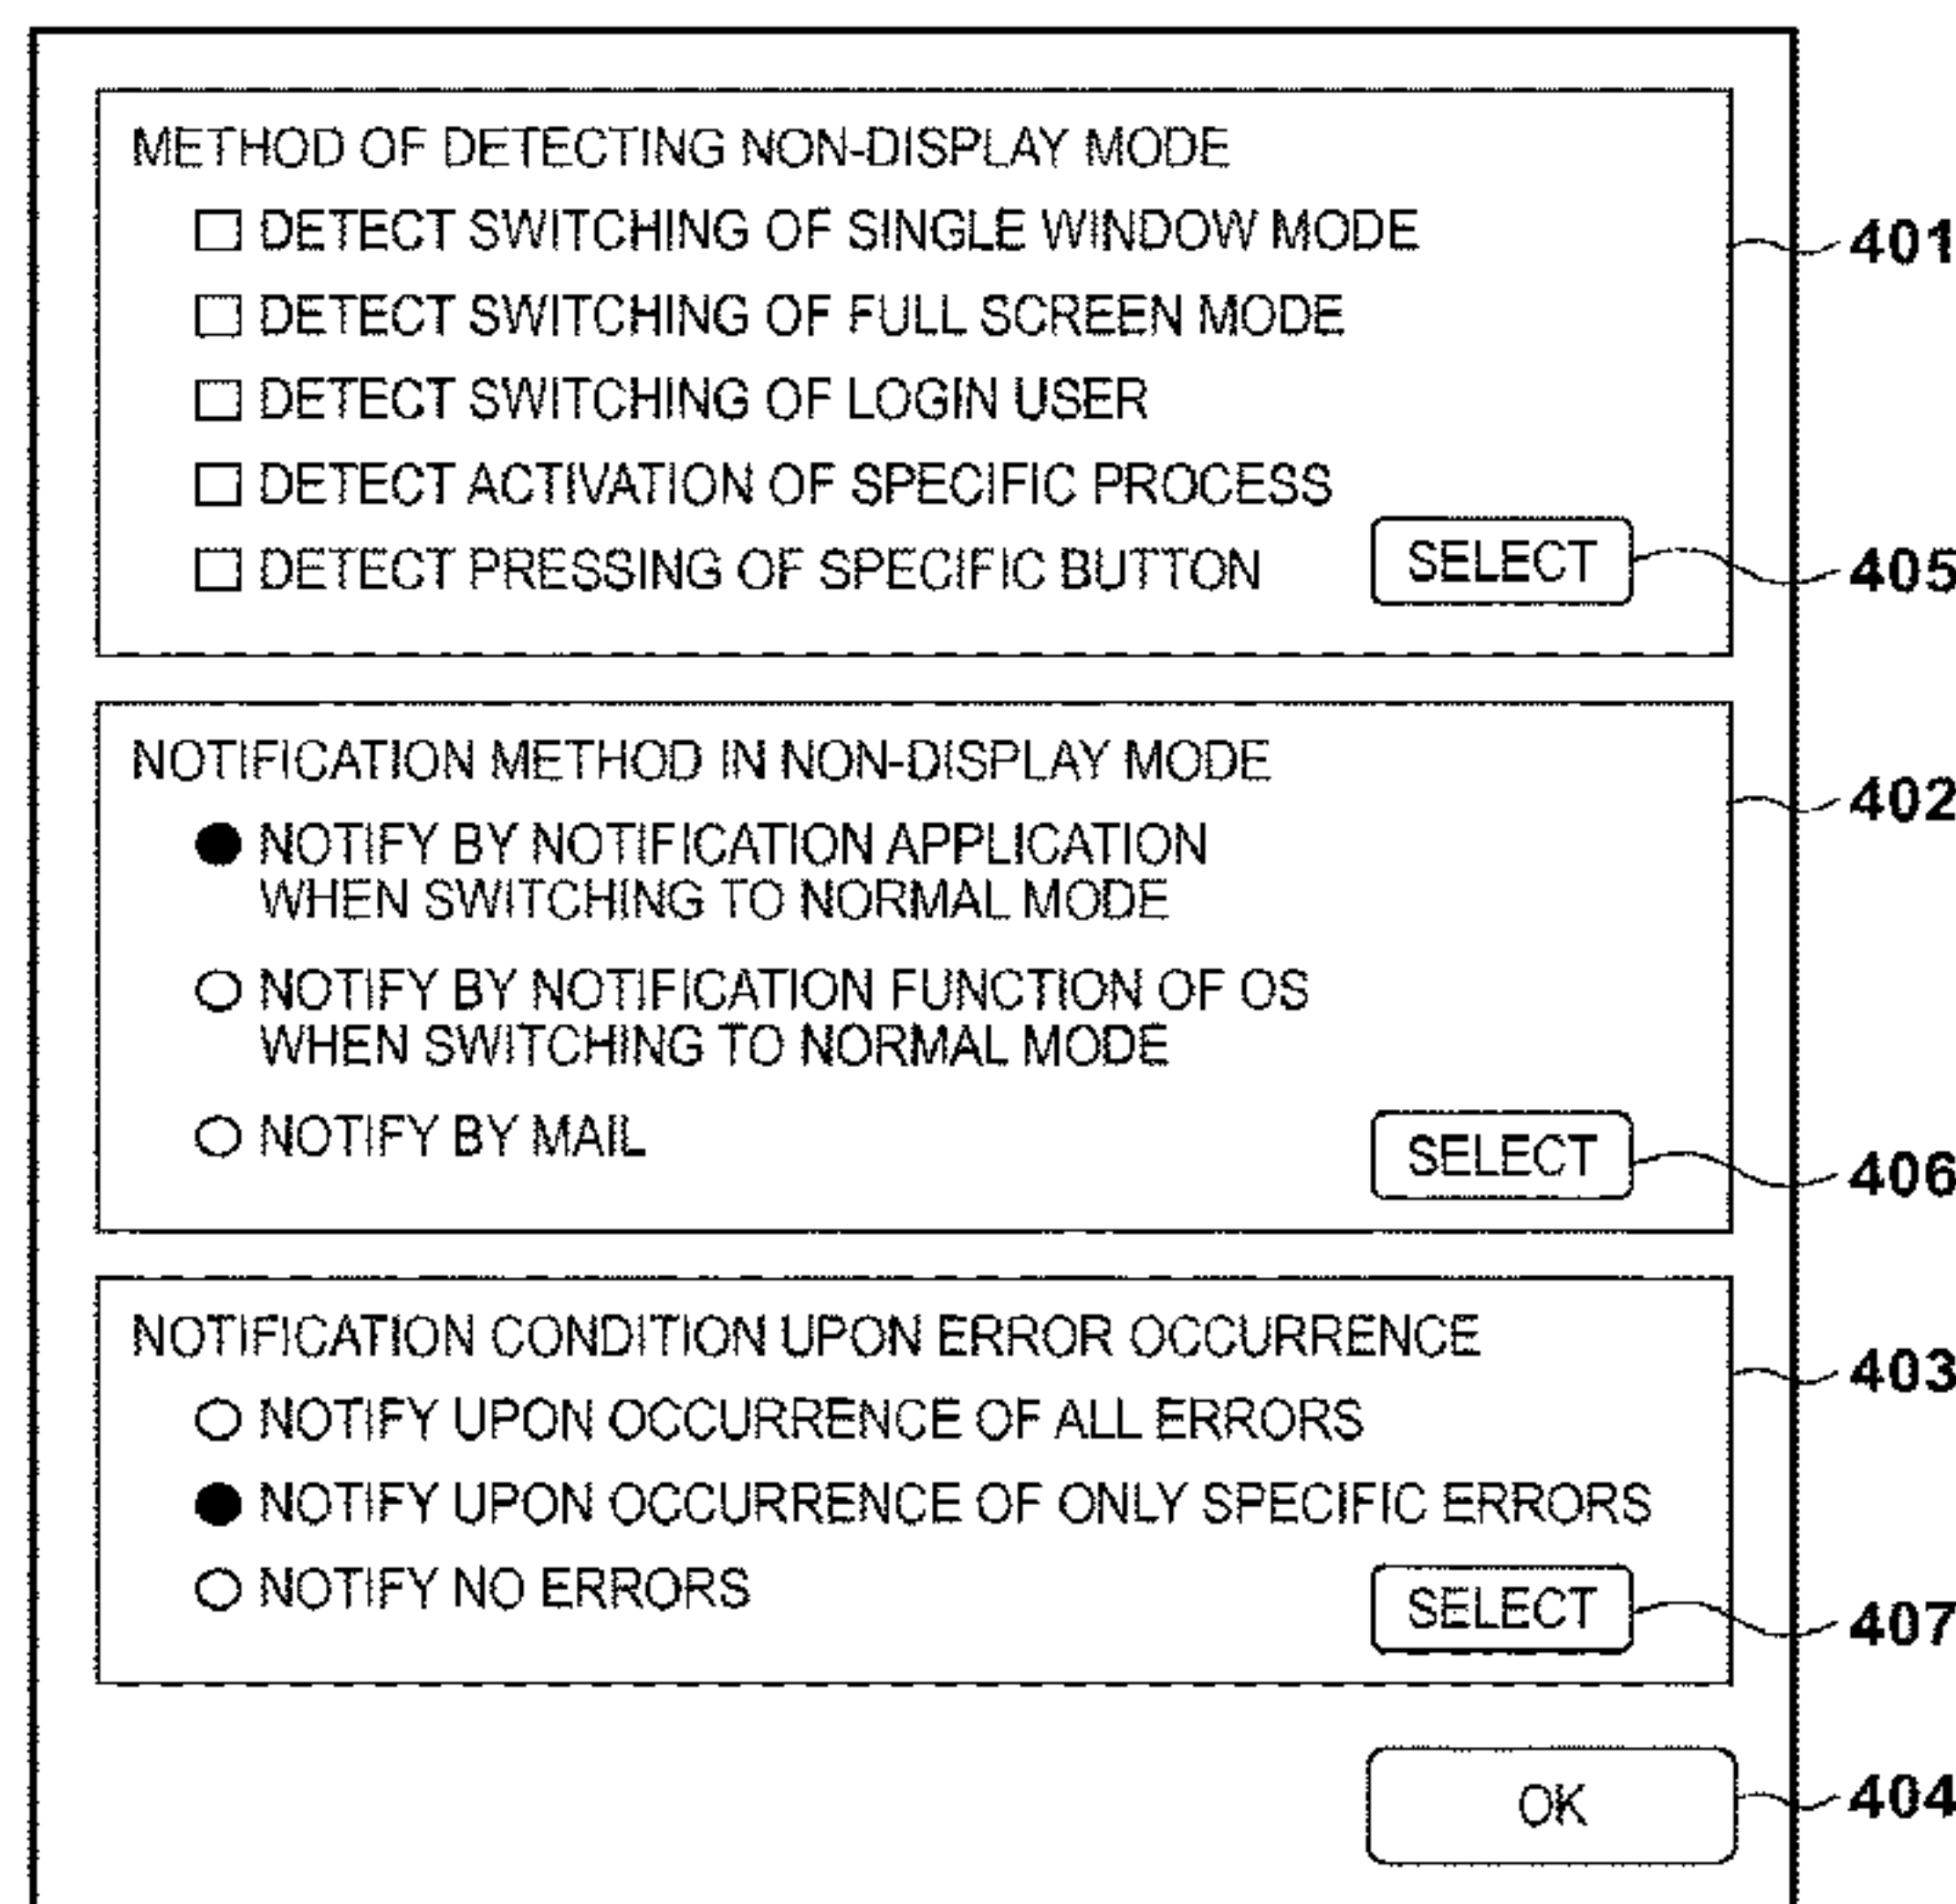 METHOD OF DETECTING NON-DISPLAY MODE
DETECT SWITCHING OF SINGLE WINDOW MODE
401
DETECT SWITCHING OF FULL SCREEN MODE
DETECT SWITCHING OF LOGIN USER
DETECT ACTIVATION OF SPECIFIC PROCESS
DETECT PRESSING OF SPECIFIC BUTTON
SELECT
405
NOTIFICATION METHOD IN NON-DISPLAY MODE
402
NOTIFY BY NOTIFICATION APPLICATION
WHEN SWITCHING TO NORMAL MODE
NOTIFY BY NOTIFICATION FUNCTION OF OS
WHEN SWITCHING TO NORMAL MODE
NOTIFY BY MAIL
SELECT
406
NOTIFICATION CONDITION UPON ERROR OCCURRENCE
403
NOTIFY UPON OCCURRENCE OF ALL ERRORS
NOTIFY UPON OCCURRENCE OF ONLY SPECIFIC ERRORS
NOTIFY NO ERRORS
SELECT
407
OK
404